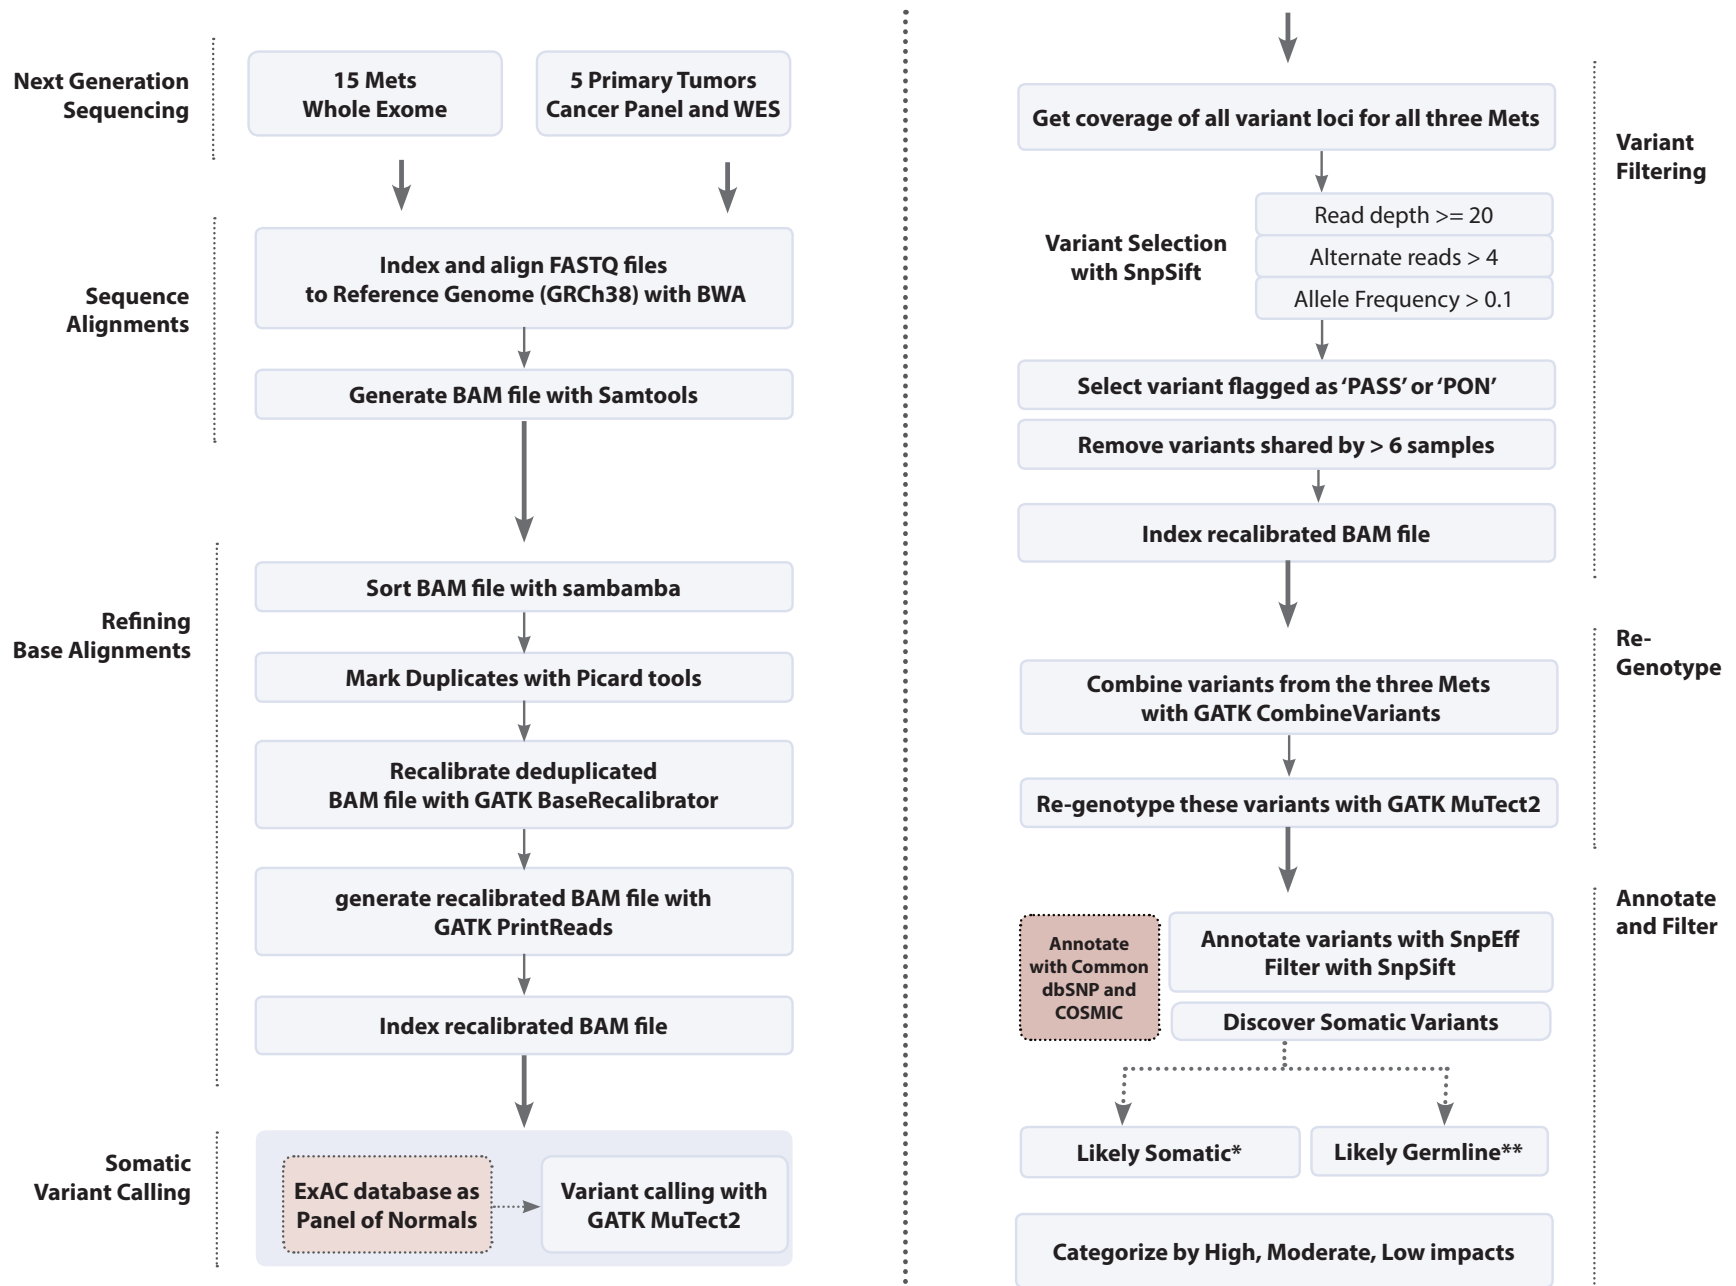 Next Generation
Sequencing
15 Mets
Whole Exome
5 Primary Tumors
Cancer Panel and WES
Sequence
Alignments
Index and align FASTQ files
to Reference Genome (GRCh38) with BWA
Generate BAM file with Samtools
Refining
Base Alignments
Sort BAM file with sambamba
Mark Duplicates with Picard tools
Recalibrate deduplicated
BAM file with GATK BaseRecalibrator
generate recalibrated BAM file with
GATK PrintReads
Index recalibrated BAM file
Somatic
Variant Calling
ExAC database as
Panel of Normals
Variant calling with
GATK MuTect2
Get coverage of all variant loci for all three Mets
Variant
Filtering
Variant Selection
with SnpSift
Read depth >= 20
Alternate reads > 4
Allele Frequency > 0.1
Select variant flagged as ‘PASS’ or ‘PON’
Remove variants shared by > 6 samples
Index recalibrated BAM file
Re-
Genotype
Combine variants from the three Mets
with GATK CombineVariants
Re-genotype these variants with GATK MuTect2
Annotate
and Filter
Annotate
with Common
dbSNP and
COSMIC
Annotate variants with SnpEff
Filter with SnpSift
Discover Somatic Variants
Likely Somatic*
Likely Germline**
Categorize by High, Moderate, Low impacts